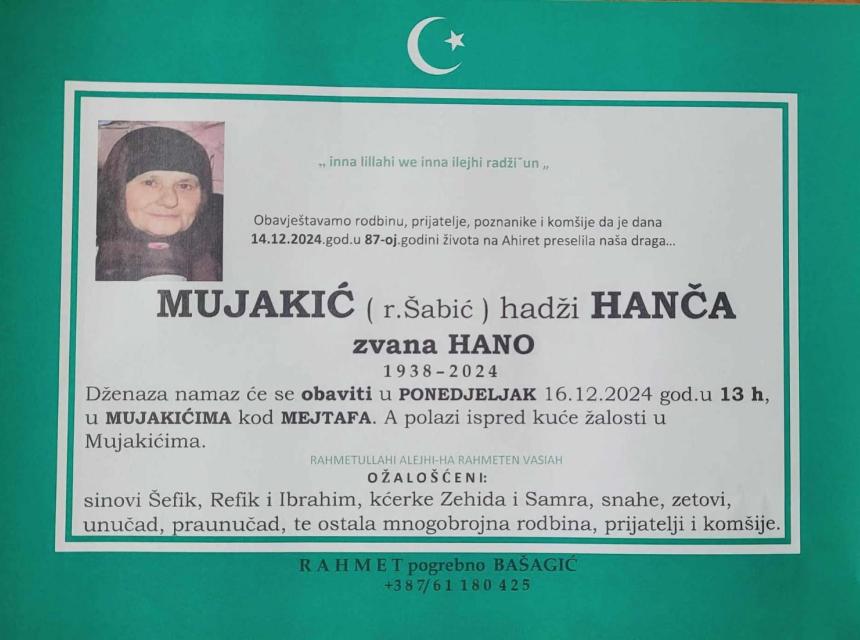 „ inna lillahi we inna ilejhi radži˝un „
Obavještavamo rodbinu, prijatelje, poznanike i komšije da je dana
14.12.2024.god.u 87-oj.godini života na Ahiret preselila naša draga...
MUJAKIĆ ( r.Šabić ) hadži HANČA
zvana HANO
1938-2024
Dženaza namaz će se obaviti u PONEDJELJAK 16.12.2024 god.u 13 h,
u MUJAKIĆIMA kod MEJTAFA. A polazi ispred kuće žalosti u
Mujakićima.
RAHMETULLAHI ALEJHI-HA RAHMETEN VASIAH
OŽALOŠĆENI:
sinovi Šefik, Refik i Ibrahim, kćerke Zehida i Samra, snahe, zetovi,
unučad, praunučad, te ostala mnogobrojna rodbina, prijatelji i komšije.
RAHMET pogrebno BAŠAGIĆ
+387/61 180 425